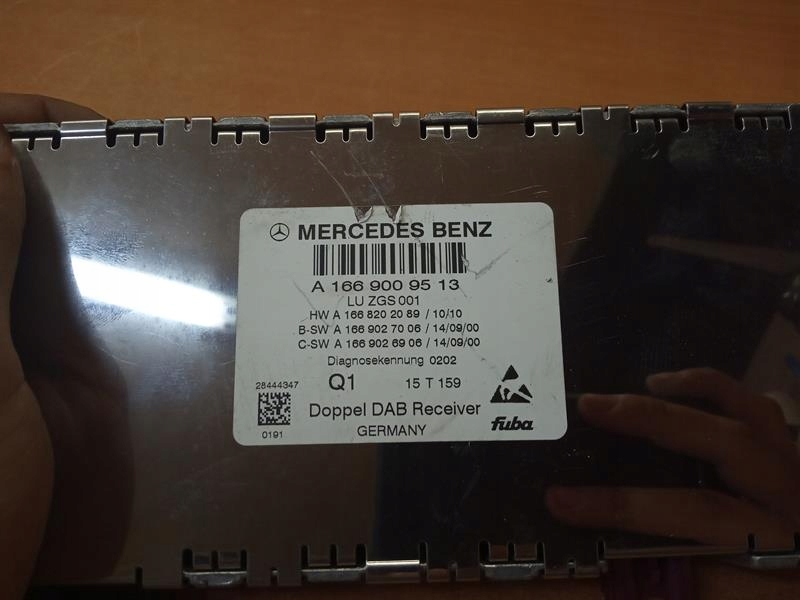 MERCEDES BENZ
A 166 900 95 13
LU ZGS 001
HW A 166 820 20 89 / 10/10
B-SW A 166 902 70 06 / 14/09/00
C-SW A 166 902 69 06 / 14/09/00
Diagnosekennung 0202
28444347 Q1 15 T 159
Doppel DAB Receiver
0191 GERMANY fuba